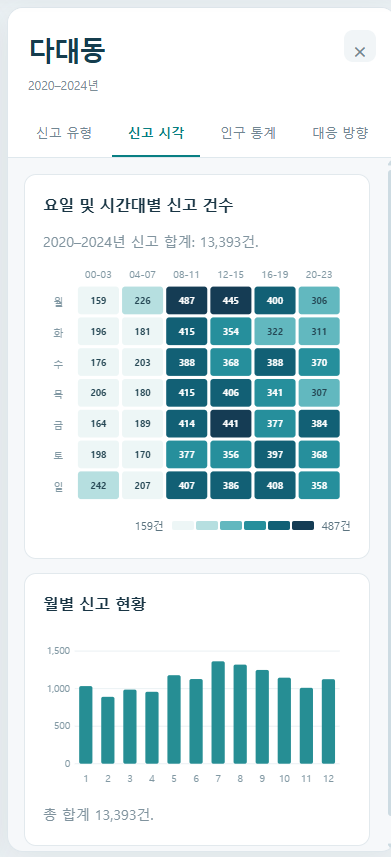 다대동
×
2020–2024년
신고 유형 신고 시각 인구 통계 대응 방향
요일 및 시간대별 신고 건수
2020–2024년 신고 합계: 13,393건.
00-03 04-07 08-11 12-15 16-19 20-23
월 159 226 487 445 400 306
화 196 181 415 354 322 311
수 176 203 388 368 388 370
목 206 180 415 406 341 307
금 164 189 414 441 377 384
토 198 170 377 356 397 368
일 242 207 407 386 408 358
159건 487건
월별 신고 현황
1,500
1,000
500
0
1 2 3 4 5 6 7 8 9 10 11 12
총 합계 13,393건.